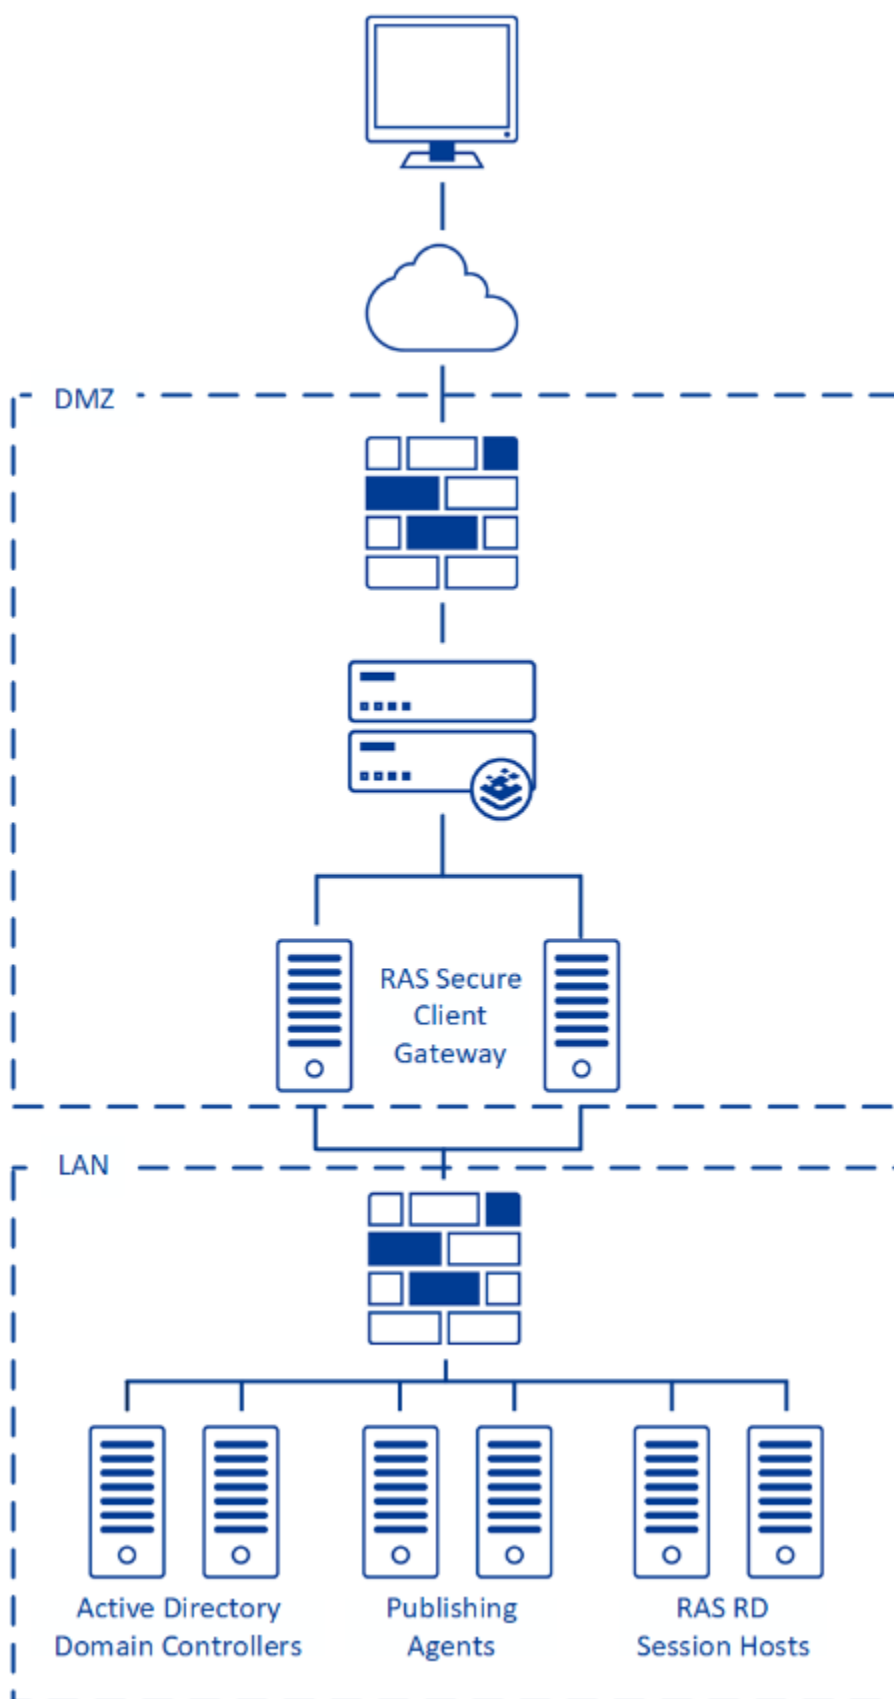 DMZ
RAS Secure
Client
Gateway
LAN
Active Directory
Domain Controllers
Publishing
Agents
RAS RD
Session Hosts